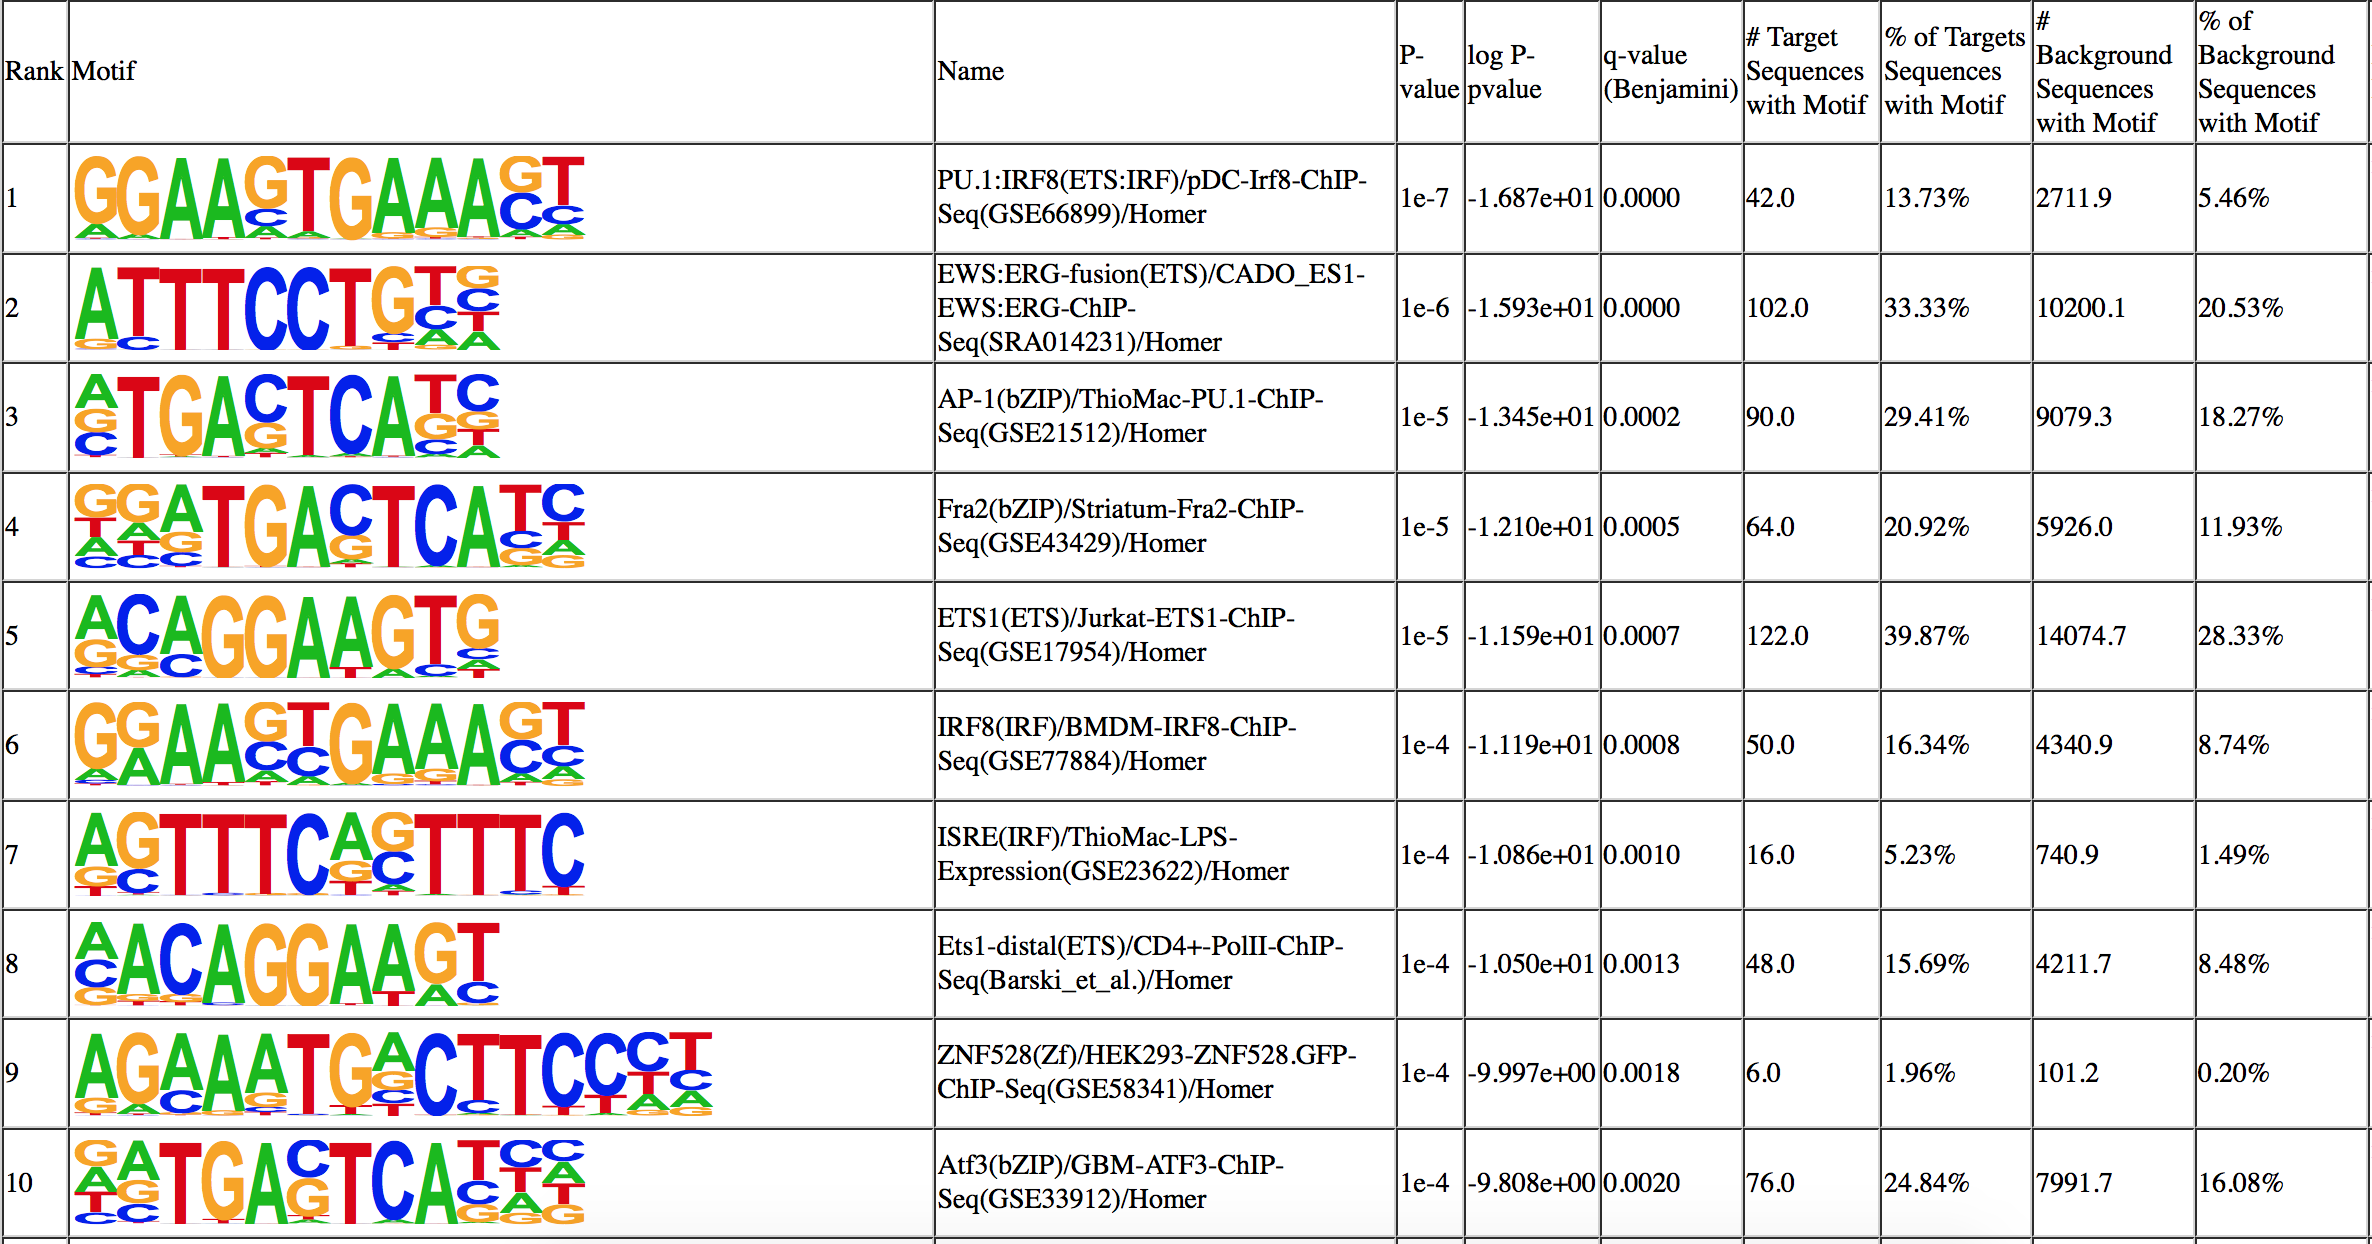 Rank Motif Name P-value log P-pvalue q-value (Benjamini) # Target Sequences with Motif % of Targets Sequences with Motif # Background Sequences with Motif % of Background Sequences with Motif
1 GGAAGTGAAAGT PU.1:IRF8(ETS:IRF)/pDC-Irf8-ChIP-Seq(GSE66899)/Homer 1e-7 -1.687e+01 0.0000 42.0 13.73% 2711.9 5.46%
2 ATTTCCTGTG EWS:ERG-fusion(ETS)/CADO_ES1-EWS:ERG-ChIP-Seq(SRA014231)/Homer 1e-6 -1.593e+01 0.0000 102.0 33.33% 10200.1 20.53%
3 ATGACTCATC AP-1(bZIP)/ThioMac-PU.1-ChIP-Seq(GSE21512)/Homer 1e-5 -1.345e+01 0.0002 90.0 29.41% 9079.3 18.27%
4 GGATGACTCATC Fra2(bZIP)/Striatum-Fra2-ChIP-Seq(GSE43429)/Homer 1e-5 -1.210e+01 0.0005 64.0 20.92% 5926.0 11.93%
5 ACAGGAAGTG ETS1(ETS)/Jurkat-ETS1-ChIP-Seq(GSE17954)/Homer 1e-5 -1.159e+01 0.0007 122.0 39.87% 14074.7 28.33%
6 GGAAGTGAAAGT IRF8(IRF)/BMDM-IRF8-ChIP-Seq(GSE77884)/Homer 1e-4 -1.119e+01 0.0008 50.0 16.34% 4340.9 8.74%
7 AGTTTCAGTTTC ISRE(IRF)/ThioMac-LPS-Expression(GSE23622)/Homer 1e-4 -1.086e+01 0.0010 16.0 5.23% 740.9 1.49%
8 AACAGGAAGT Ets1-distal(ETS)/CD4+-PolII-ChIP-Seq(Barski_et_al.)/Homer 1e-4 -1.050e+01 0.0013 48.0 15.69% 4211.7 8.48%
9 AGAAATGACTTCCCT ZNF528(Zf)/HEK293-ZNF528.GFP-ChIP-Seq(GSE58341)/Homer 1e-4 -9.997e+00 0.0018 6.0 1.96% 101.2 0.20%
10 GATGACTCATCC Atf3(bZIP)/GBM-ATF3-ChIP-Seq(GSE33912)/Homer 1e-4 -9.808e+00 0.0020 76.0 24.84% 7991.7 16.08%